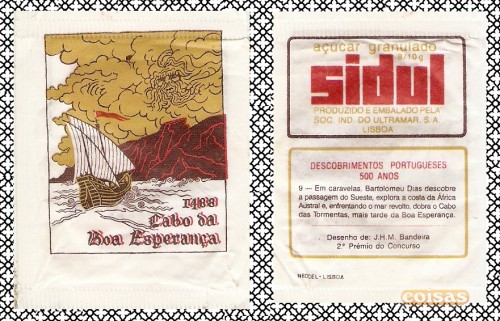 1488
Cabo da
Boa Esperança
açúcar granulado
8/10g
sidul
PRODUZIDO E EMBALADO PELA
SOC. IND. DO ULTRAMAR. S. A.
LISBOA
DESCOBRIMENTOS PORTUGUESES
500 ANOS
9 — Em caravelas, Bartolomeu Dias descobre
a passagem do Sueste, explora a costa da África
Austral e, enfrentando o mar revolto, dobra o Cabo
das Tormentas, mais tarde da Boa Esperança.
Desenho de: J.H.M. Bandeira
2.º Prémio do Concurso
NEOGEL - LISBOA
coisas